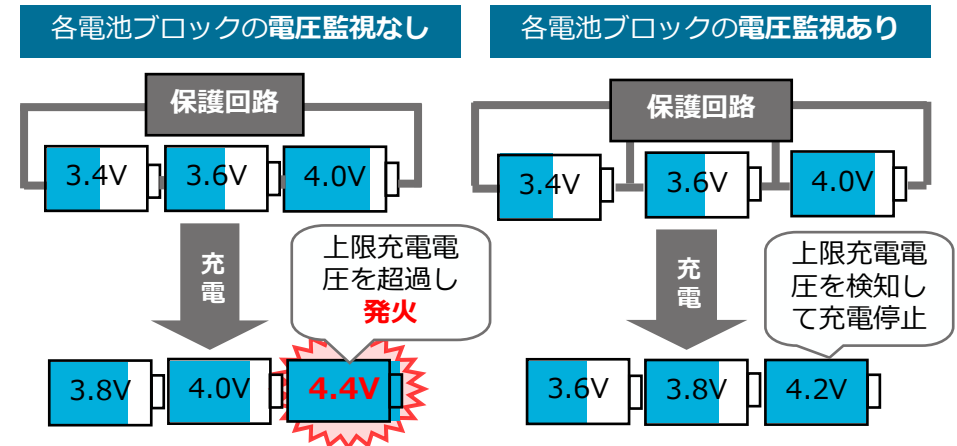 各電池ブロックの電圧監視なし
保護回路
3.4V
3.6V
4.0V
充
電
上限充電電
圧を超過し
発火
3.8V
4.0V
4.4V
各電池ブロックの電圧監視あり
保護回路
3.4V
3.6V
4.0V
充
電
上限充電電
圧を検知し
て充電停止
3.6V
3.8V
4.2V